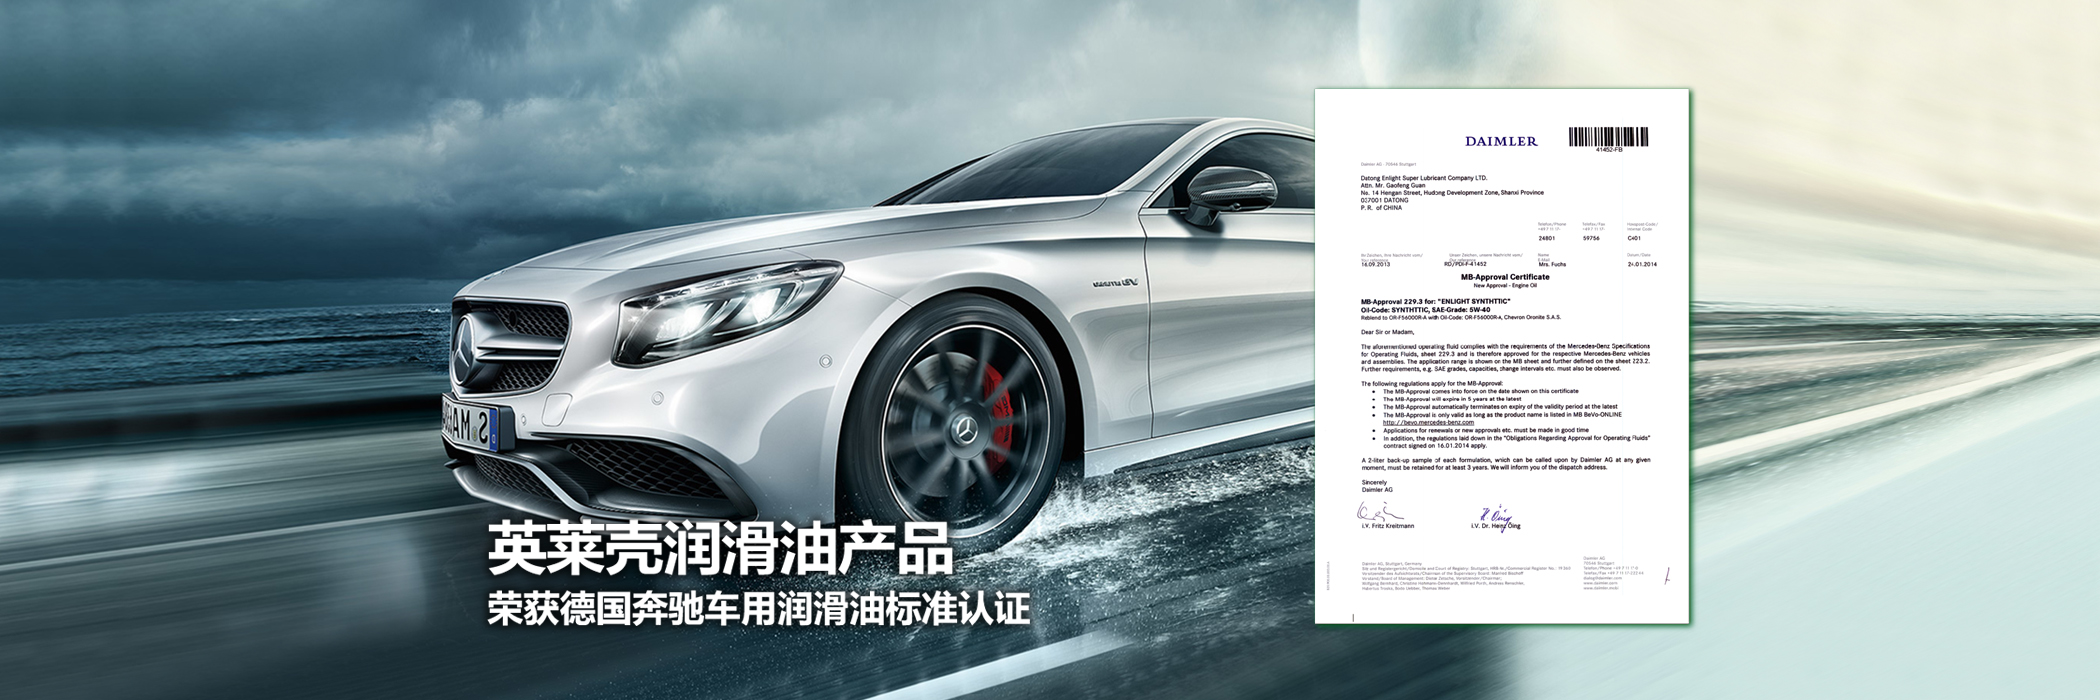 英莱壳润滑油产品
荣获德国奔驰车用润滑油标准认证
DAIMLER
41452-FB
Daimler AG · 70546 Stuttgart
Datong Enlight Super Lubricant Company LTD.
Attn. Mr. Gaofeng Guan
No. 14 Hengan Street, Hudong Development Zone, Shanxi Province
037001 DATONG
P. R. of CHINA
24801 59756 C401
16.09.2013 RD/PDI-F-41452 Mrs. Fuchs 24.01.2014
MB-Approval Certificate
New Approval - Engine Oil
MB-Approval 229.3 for: "ENLIGHT SYNTHTTIC"
Oil-Code: SYNTHTTIC, SAE-Grade: 5W-40
Reblend to OR-F56000R-A with Oil-Code: OR-F56000R-A, Chevron Oronite S.A.S.
Dear Sir or Madam,
The aforementioned operating fluid complies with the requirements of the Mercedes-Benz Specifications
for Operating Fluids, sheet 229.3 and is therefore approved for the respective Mercedes-Benz vehicles
and assemblies. The application range is shown on the MB sheet and further defined on the sheet 223.2.
Further requirements, e.g. SAE grades, capacities, change intervals etc. must also be observed.
The following regulations apply for the MB-Approval:
• The MB-Approval comes into force on the date shown on this certificate
• The MB-Approval will expire in 5 years at the latest
• The MB-Approval automatically terminates on expiry of the validity period at the latest
• The MB-Approval is only valid as long as the product name is listed in MB BeVo-ONLINE
http://bevo.mercedes-benz.com
• Applications for renewals or new approvals etc. must be made in good time
• In addition, the regulations laid down in the "Obligations Regarding Approval for Operating Fluids"
contract signed on 16.01.2014 apply.
A 2-liter back-up sample of each formulation, which can be called upon by Daimler AG at any given
moment, must be retained for at least 3 years. We will inform you of the dispatch address.
Sincerely
Daimler AG
i.V. Fritz Kreitmann i.V. Dr. Heinz Öing